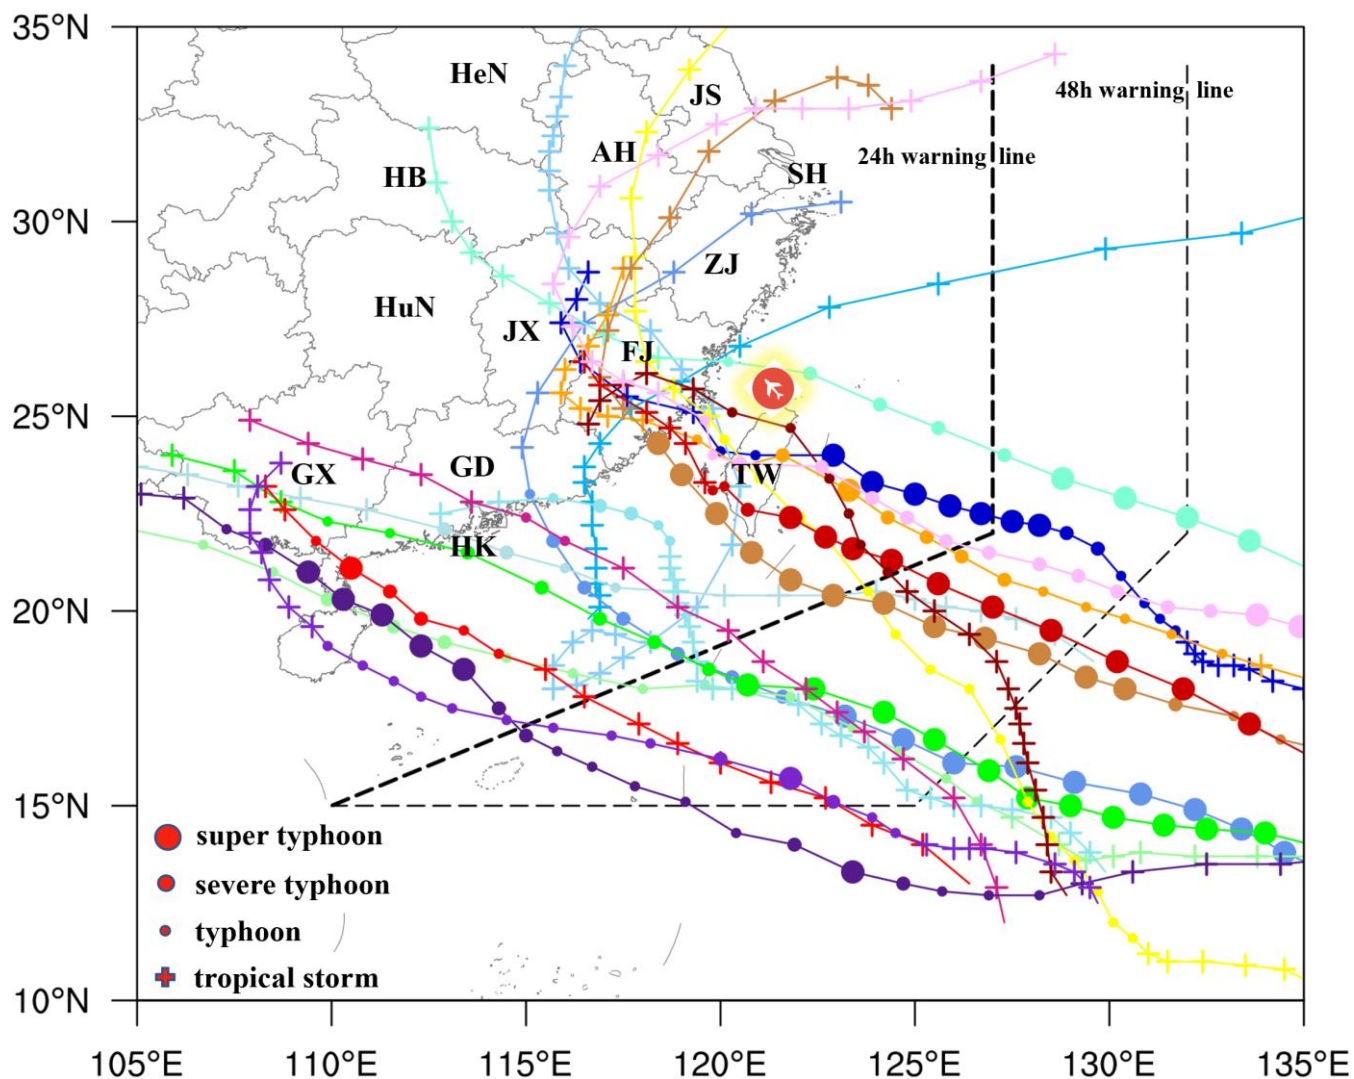 35°N
HeN
48h warning line
JS
AH
24h warning line
SH
HB
30°N
ZJ
HuN
JX
FJ
25°N
GX
GD
TW
HK
20°N
15°N
super typhoon
severe typhoon
typhoon
tropical storm
10°N
105°E
110°E
115°E
120°E
125°E
130°E
135°E